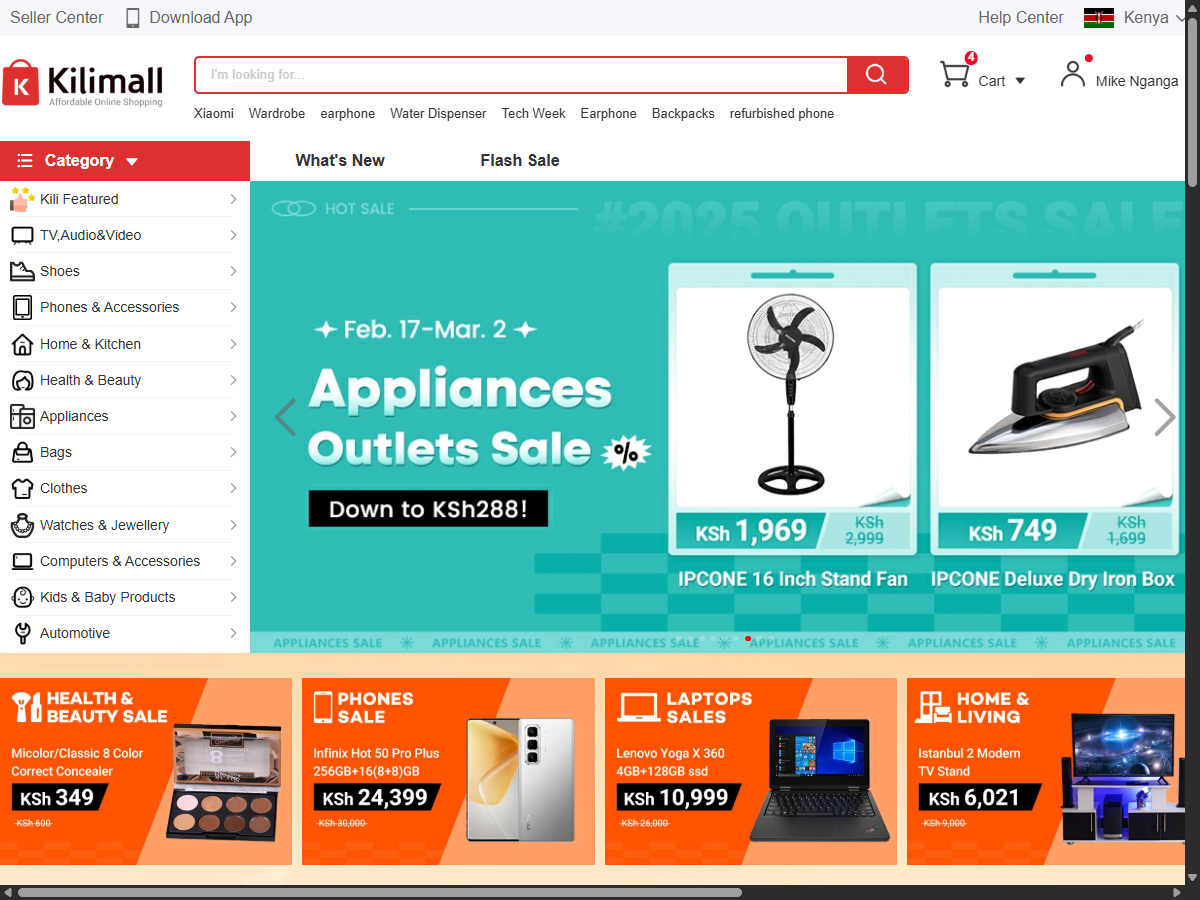 Seller Center
Download App
Help Center
Kenya
K
Kilimall
Affordable Online Shopping
I'm looking for...
4
Cart
Mike Nganga
Xiaomi
Wardrobe
earphone
Water Dispenser
Tech Week
Earphone
Backpacks
refurbished phone
Category
What's New
Flash Sale
Kili Featured
TV,Audio&Video
Shoes
Phones & Accessories
Home & Kitchen
Health & Beauty
Appliances
Bags
Clothes
Watches & Jewellery
Computers & Accessories
Kids & Baby Products
Automotive
HOT SALE
#2025 OUTLETS SALE
Feb. 17-Mar. 2
Appliances
Outlets Sale %
Down to KSh288!
KSh 1,969
KSh
2,999
IPCONE 16 Inch Stand Fan
KSh 749
KSh
1,699
IPCONE Deluxe Dry Iron Box
APPLIANCES SALE
APPLIANCES SALE
APPLIANCES SALE
APPLIANCES SALE
APPLIANCES SALE
APPLIANCES SALE
HEALTH &
BEAUTY SALE
Micolor/Classic 8 Color
Correct Concealer
KSh 349
KSh 600
PHONES
SALE
Infinix Hot 50 Pro Plus
256GB+16(8+8)GB
KSh 24,399
KSh 30,000
LAPTOPS
SALES
Lenovo Yoga X 360
4GB+128GB ssd
KSh 10,999
KSh 26,000
HOME &
LIVING
Istanbul 2 Modern
TV Stand
KSh 6,021
KSh 9,000